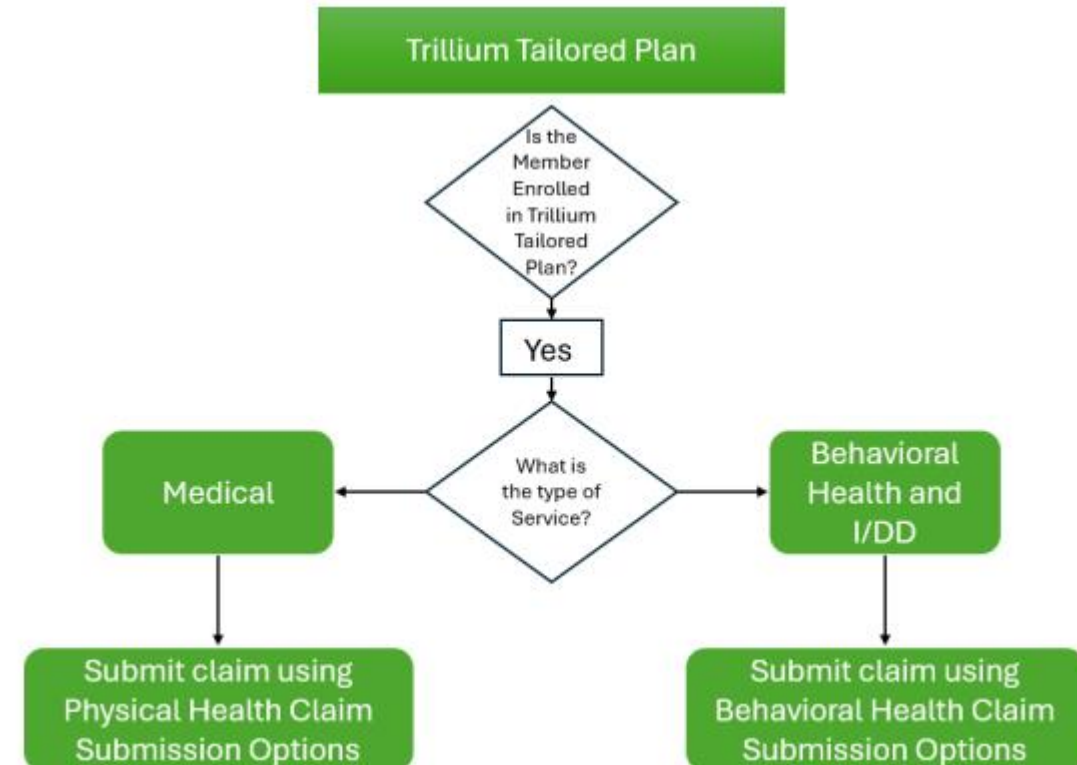 Trillium Tailored Plan
Is the
Member
Enrolled
in Trillium
Tailored
Plan?
Yes
What is
the type of
Service?
Medical
Behavioral
Health and
I/DD
Submit claim using
Physical Health Claim
Submission Options
Submit claim using
Behavioral Health Claim
Submission Options